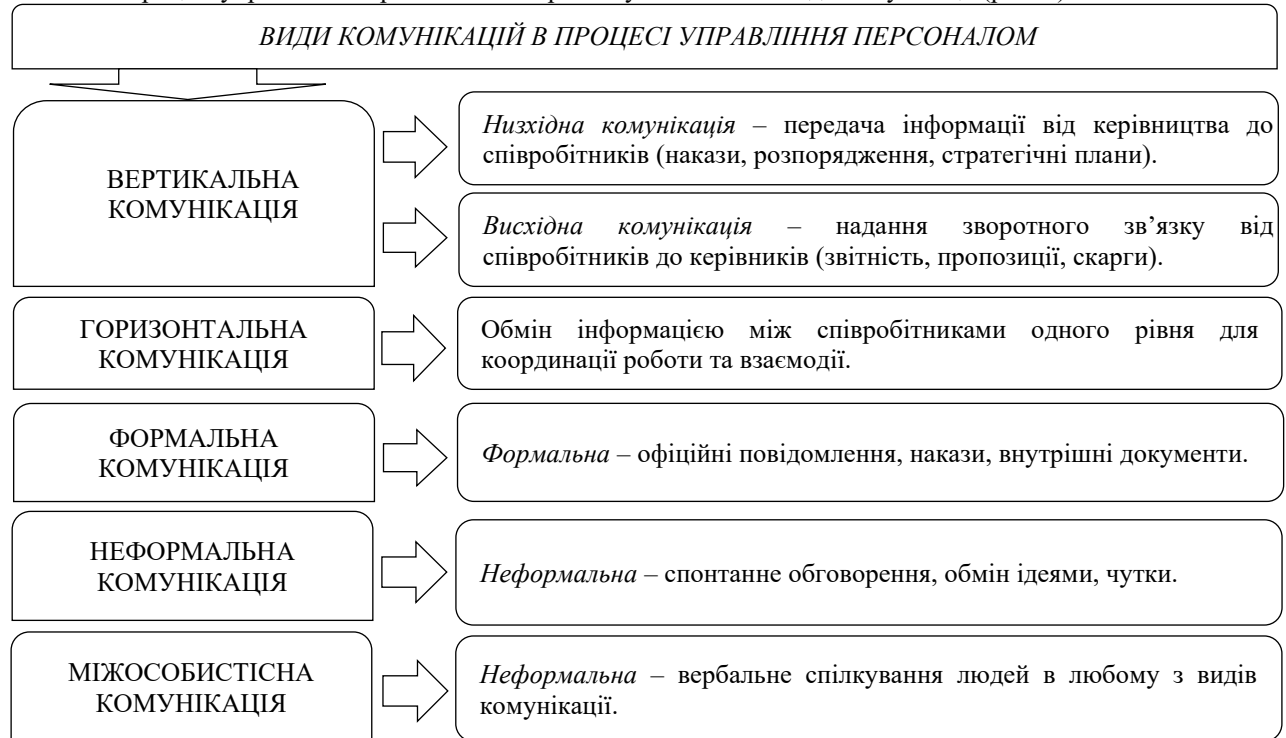 ВИДИ КОМУНІКАЦІЙ В ПРОЦЕСІ УПРАВЛІННЯ ПЕРСОНАЛОМ
ВЕРТИКАЛЬНА
КОМУНІКАЦІЯ
Низхідна комунікація – передача інформації від керівництва до
співробітників (накази, розпорядження, стратегічні плани).
Висхідна комунікація – надання зворотного зв’язку від
співробітників до керівників (звітність, пропозиції, скарги).
ГОРИЗОНТАЛЬНА
КОМУНІКАЦІЯ
Обмін інформацією між співробітниками одного рівня для
координації роботи та взаємодії.
ФОРМАЛЬНА
КОМУНІКАЦІЯ
Формальна – офіційні повідомлення, накази, внутрішні документи.
НЕФОРМАЛЬНА
КОМУНІКАЦІЯ
Неформальна – спонтанне обговорення, обмін ідеями, чутки.
МІЖОСОБИСТІСНА
КОМУНІКАЦІЯ
Неформальна – вербальне спілкування людей в любому з видів
комунікації.